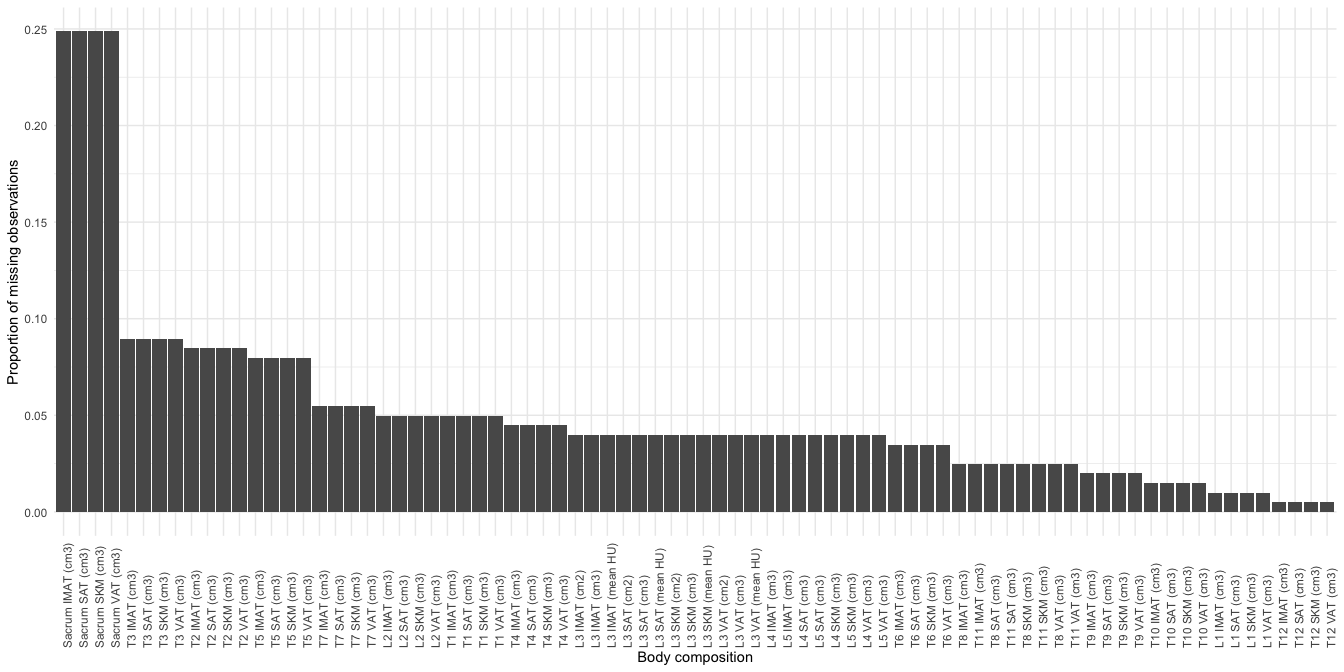 Proportion of missing observations
0.25
0.20
0.15
0.10
0.05
0.00
Sacrum IMAT (cm3)
Sacrum SAT (cm3)
Sacrum SKM (cm3)
Sacrum VAT (cm3)
T3 IMAT (cm3)
T3 SAT (cm3)
T3 SKM (cm3)
T3 VAT (cm3)
T2 IMAT (cm3)
T2 SAT (cm3)
T2 SKM (cm3)
T2 VAT (cm3)
T5 IMAT (cm3)
T5 SAT (cm3)
T5 SKM (cm3)
T5 VAT (cm3)
T7 IMAT (cm3)
T7 SAT (cm3)
T7 SKM (cm3)
T7 VAT (cm3)
L2 IMAT (cm3)
L2 SAT (cm3)
L2 SKM (cm3)
L2 VAT (cm3)
T1 IMAT (cm3)
T1 SAT (cm3)
T1 SKM (cm3)
T1 VAT (cm3)
T4 IMAT (cm3)
T4 SAT (cm3)
T4 SKM (cm3)
T4 VAT (cm3)
L3 IMAT (cm2)
L3 IMAT (cm3)
L3 IMAT (mean HU)
L3 SAT (cm2)
L3 SAT (cm3)
L3 SAT (mean HU)
L3 SKM (cm2)
L3 SKM (cm3)
L3 SKM (mean HU)
L3 VAT (cm2)
L3 VAT (cm3)
L3 VAT (mean HU)
L4 IMAT (cm3)
L5 IMAT (cm3)
L4 SAT (cm3)
L5 SAT (cm3)
L4 SKM (cm3)
L5 SKM (cm3)
L4 VAT (cm3)
L5 VAT (cm3)
T6 IMAT (cm3)
T6 SAT (cm3)
T6 SKM (cm3)
T6 VAT (cm3)
T8 IMAT (cm3)
T11 IMAT (cm3)
T8 SAT (cm3)
T11 SAT (cm3)
T8 SKM (cm3)
T11 SKM (cm3)
T8 VAT (cm3)
T11 VAT (cm3)
T9 IMAT (cm3)
T9 SAT (cm3)
T9 SKM (cm3)
T9 VAT (cm3)
T10 IMAT (cm3)
T10 SAT (cm3)
T10 SKM (cm3)
T10 VAT (cm3)
L1 IMAT (cm3)
L1 SAT (cm3)
L1 SKM (cm3)
L1 VAT (cm3)
T12 IMAT (cm3)
T12 SAT (cm3)
T12 SKM (cm3)
T12 VAT (cm3)
Body composition